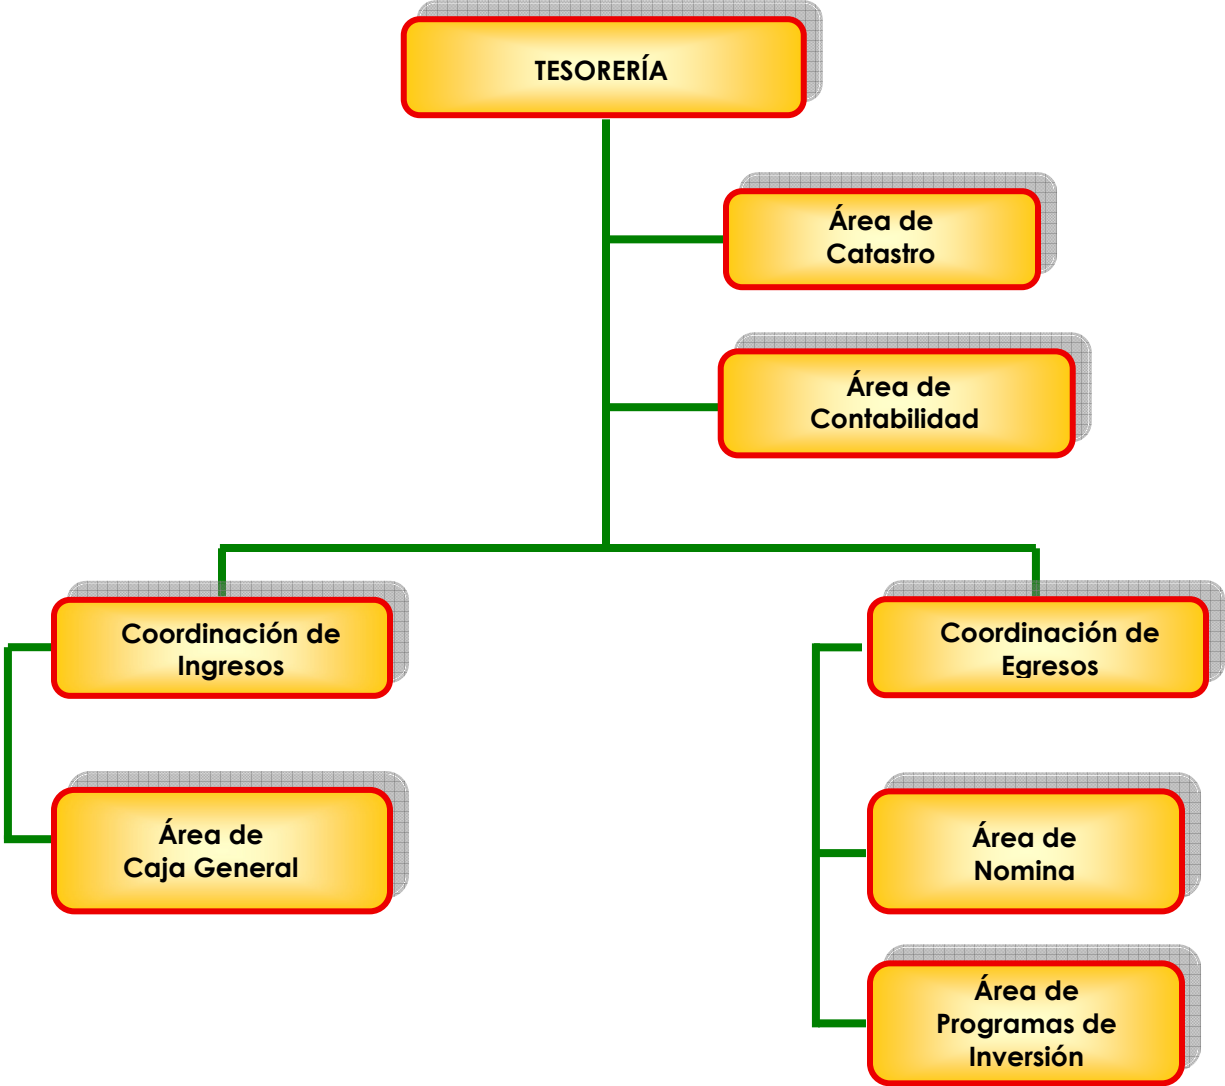 TESORERÍA
Área de
Catastro
Área de
Contabilidad
Coordinación de
Ingresos
Coordinación de
Egresos
Área de
Caja General
Área de
Nomina
Área de
Programas de
Inversión